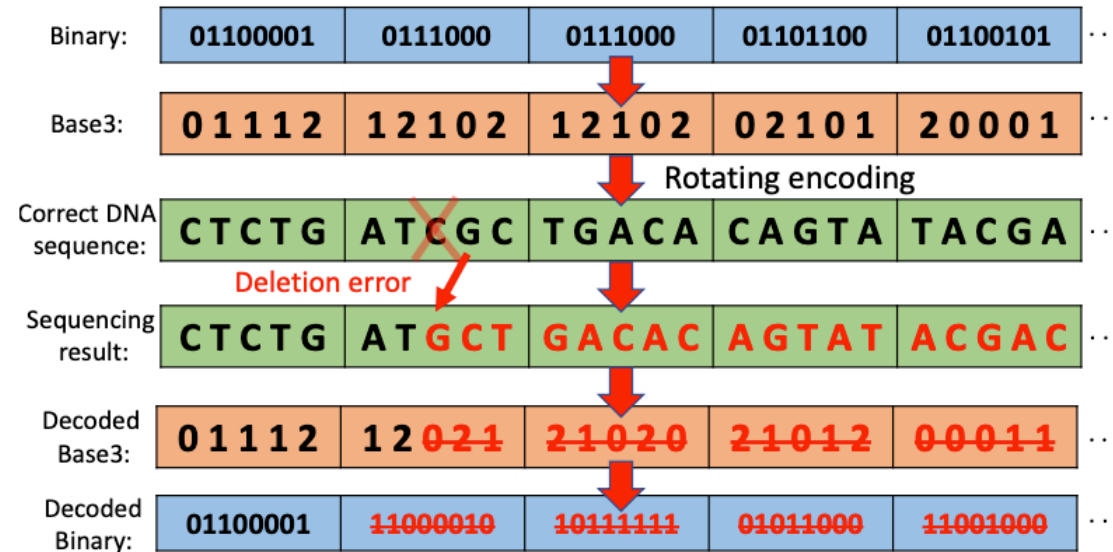 Binary: 01100001 0111000 0111000 01101100 01100101 ..
Base3: 0 1 1 1 2 1 2 1 0 2 1 2 1 0 2 0 2 1 0 1 2 0 0 0 1 ..
Rotating encoding
Correct DNA
sequence: C T C T G A T C G C T G A C A C A G T A T A C G A ..
Deletion error
Sequencing
result: C T C T G A T G C T G A C A C A G T A T A C G A C ..
Decoded
Base3: 0 1 1 1 2 1 2 0 2 1 2 1 0 2 0 2 1 0 1 2 0 0 0 1 1 ..
Decoded
Binary: 01100001 11000010 10111111 01011000 11001000 ..